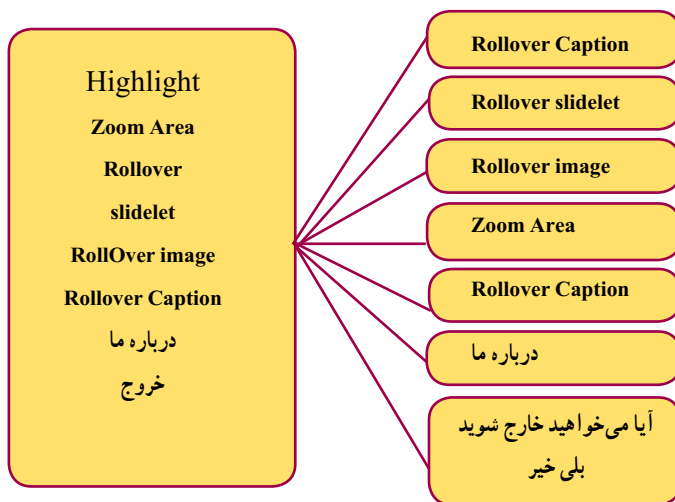 Highlight
Zoom Area
Rollover
slidelet
RollOver image
Rollover Caption
درباره ما
خروج
Rollover Caption
Rollover slidelet
Rollover image
Zoom Area
Rollover Caption
درباره ما
آیا می‌خواهید خارج شوید
بلی خیر